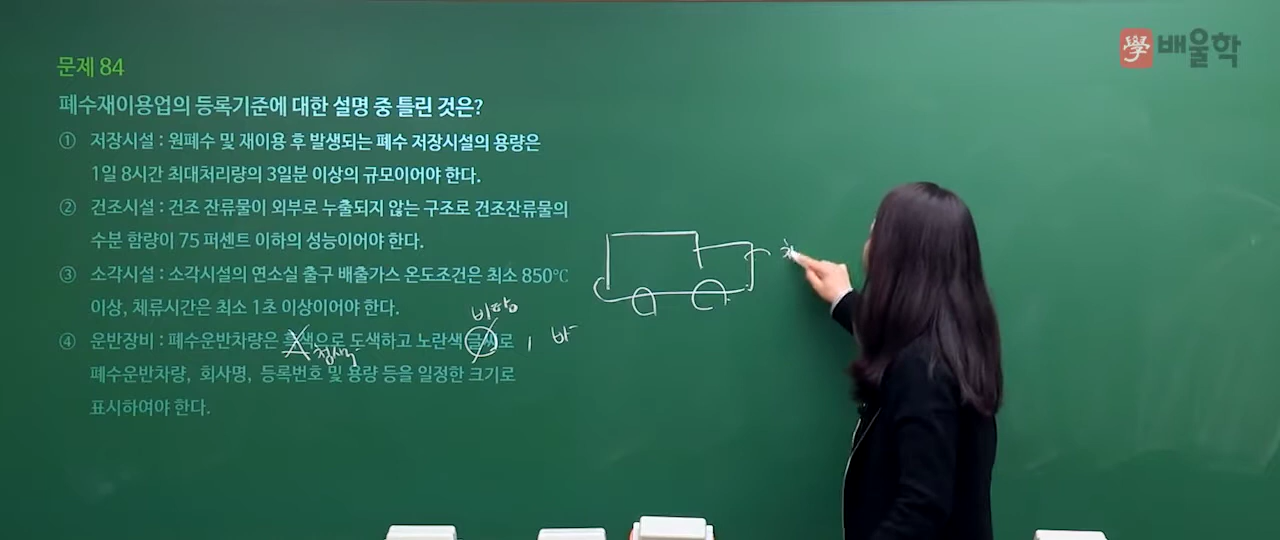 學 배울학
문제 84
폐수재이용업의 등록기준에 대한 설명 중 틀린 것은?
① 저장시설 : 원폐수 및 재이용 후 발생되는 폐수 저장시설의 용량은
1일 8시간 최대처리량의 3일분 이상의 규모이어야 한다.
② 건조시설 : 건조 잔류물이 외부로 누출되지 않는 구조로 건조잔류물의
수분 함량이 75 퍼센트 이하의 성능이어야 한다.
③ 소각시설 : 소각시설의 연소실 출구 배출가스 온도조건은 최소 850℃
이상, 체류시간은 최소 1초 이상이어야 한다.
바탕
④ 운반장비 : 폐수운반차량은 흑색으로 도색하고 노란색 글씨로
청색
폐수운반차량, 회사명, 등록번호 및 용량 등을 일정한 크기로
표시하여야 한다.